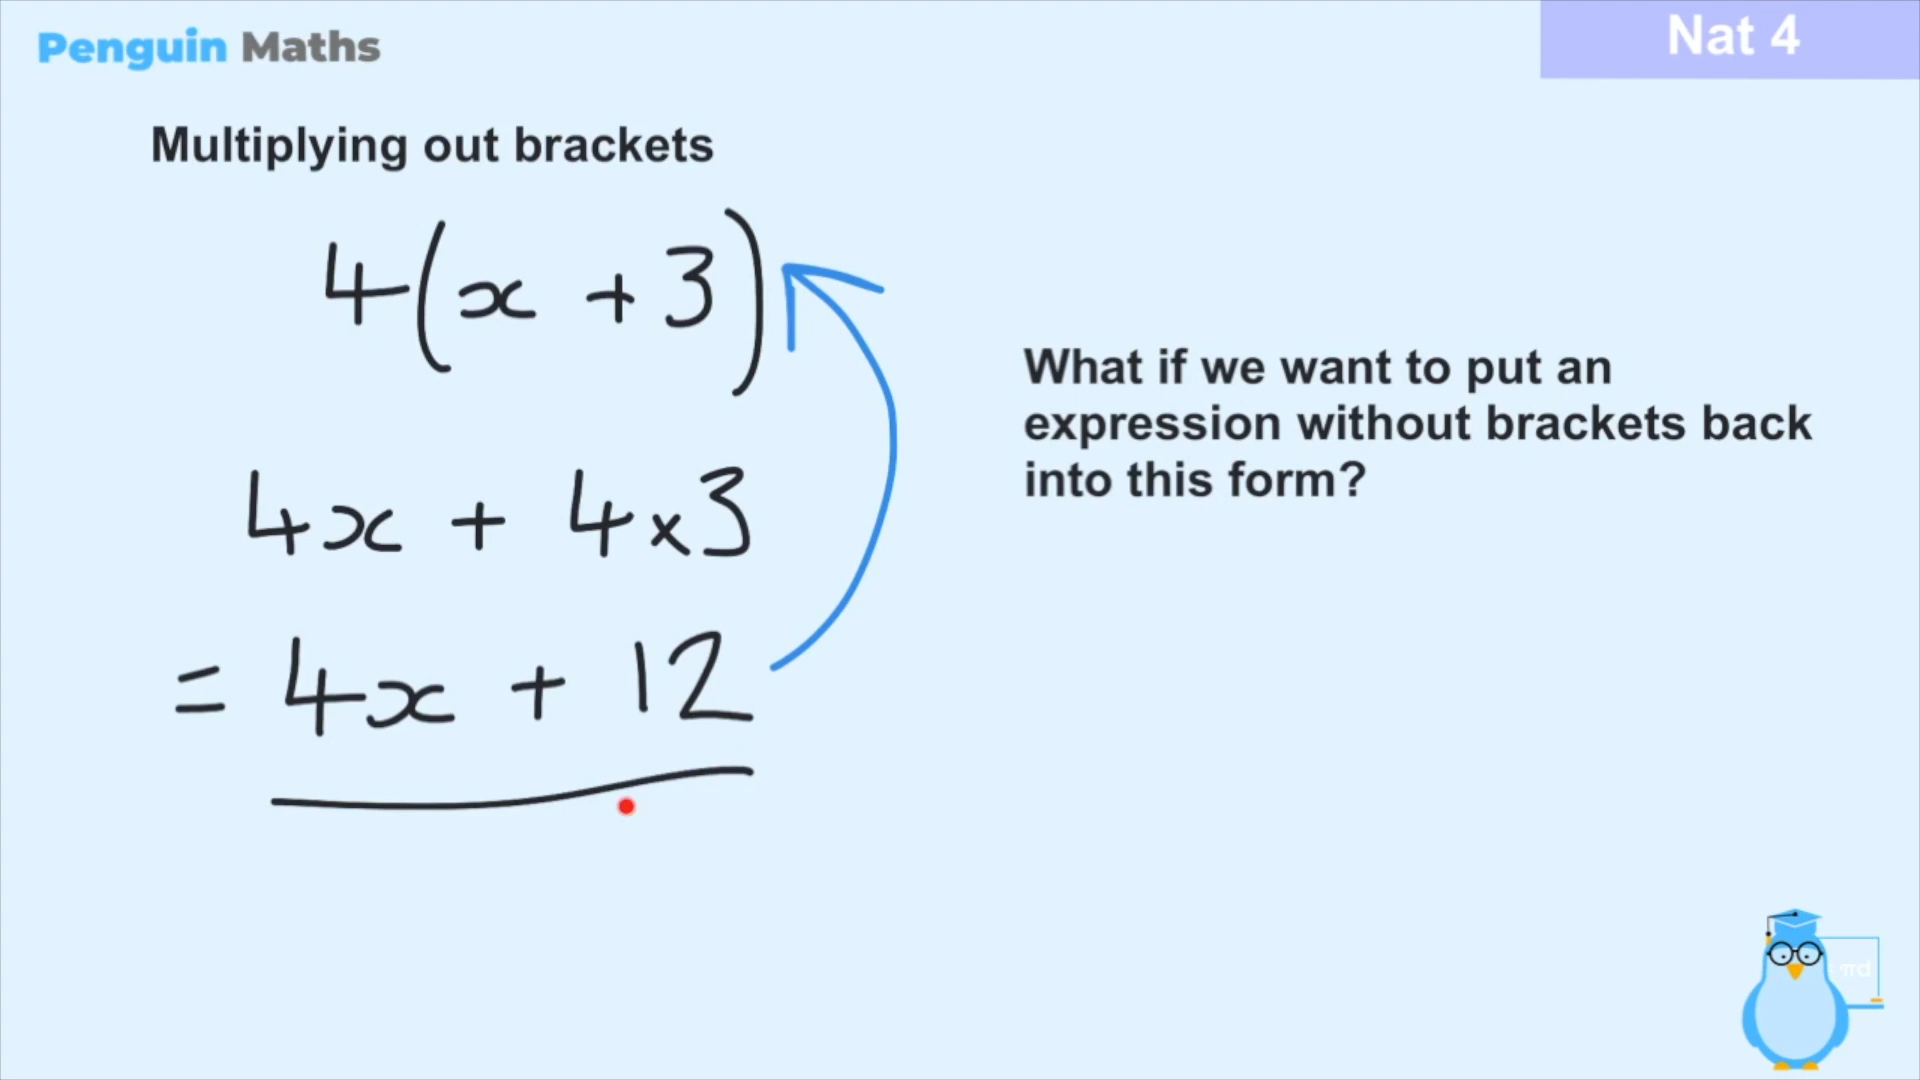 Penguin Maths
Nat 4
Multiplying out brackets
4(x + 3)
4x + 4 x 3
= 4x + 12
What if we want to put an
expression without brackets back
into this form?
πd